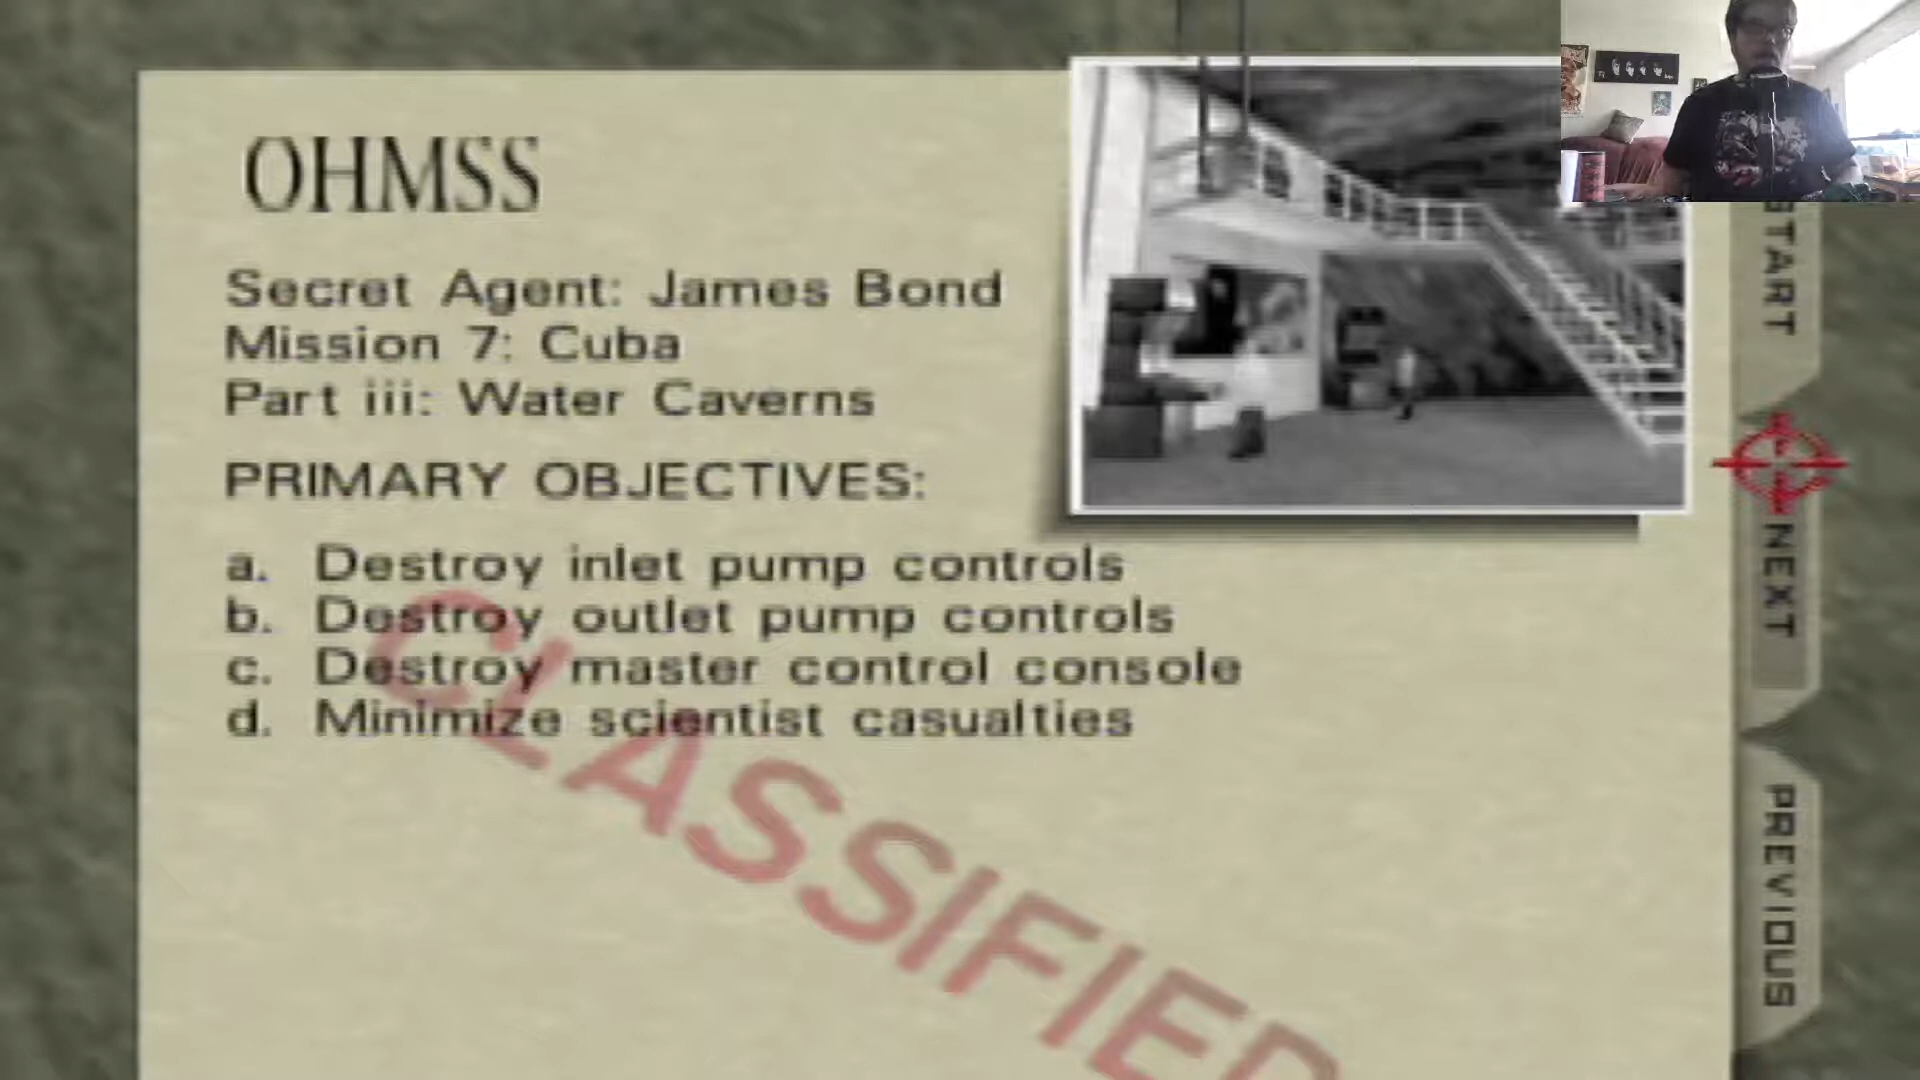 OHMSS
Secret Agent: James Bond
Mission 7: Cuba
Part iii: Water Caverns
PRIMARY OBJECTIVES:
a. Destroy inlet pump controls
b. Destroy outlet pump controls
c. Destroy master control console
d. Minimize scientist casualties
CLASSIFIED
START
NEXT
PREVIOUS